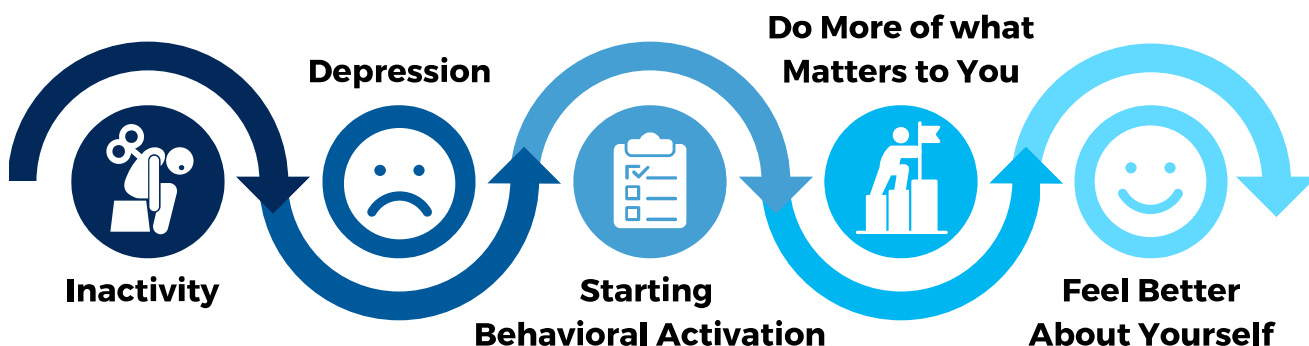 Inactivity
Depression
Starting
Behavioral Activation
Do More of what
Matters to You
Feel Better
About Yourself